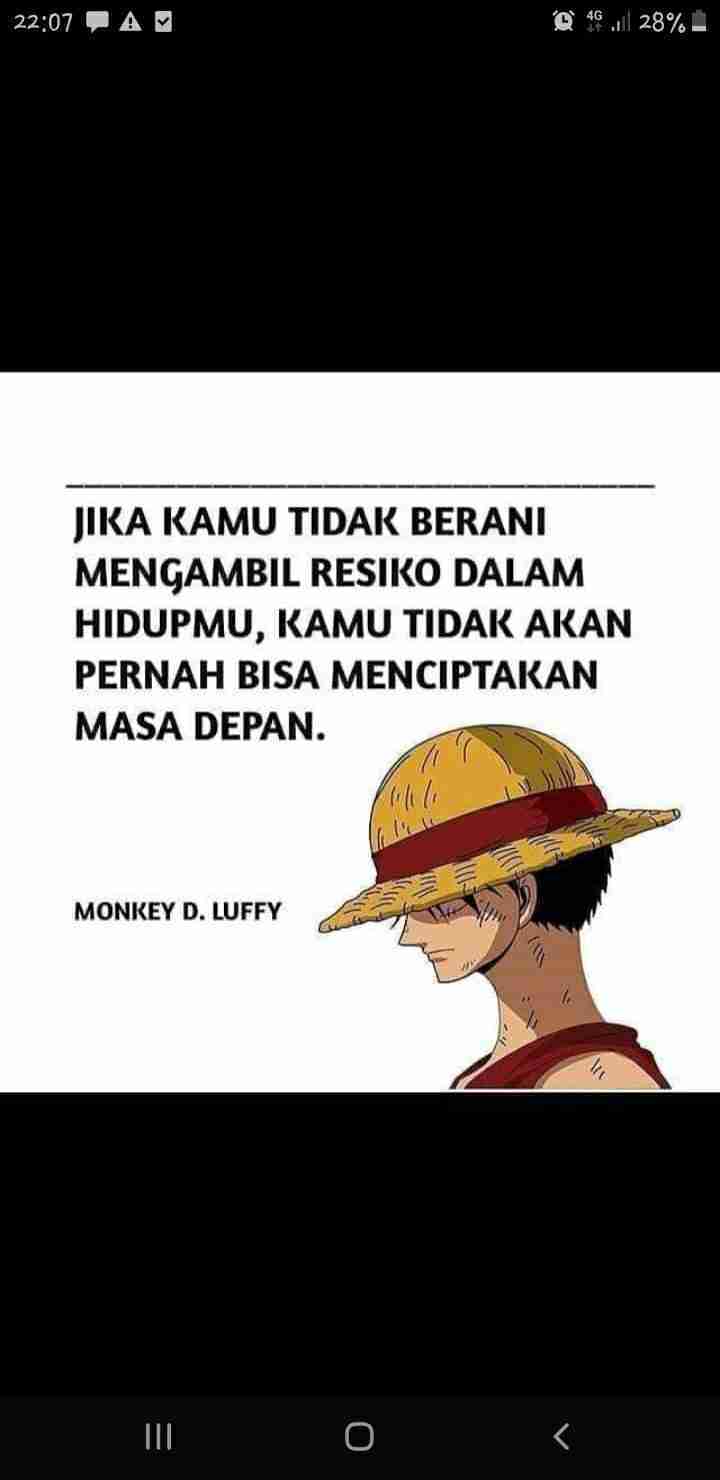 22:07
4G
28%
JIKA KAMU TIDAK BERANI
MENGAMBIL RESIKO DALAM
HIDUPMU, KAMU TIDAK AKAN
PERNAH BISA MENCIPTAKAN
MASA DEPAN.
MONKEY D. LUFFY